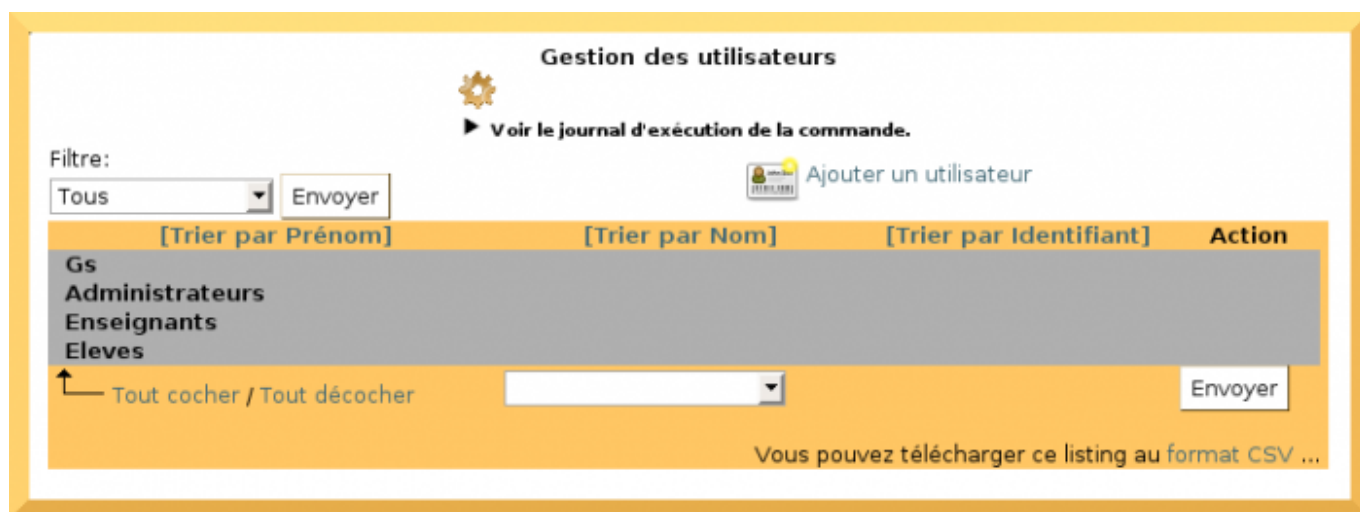 Gestion des utilisateurs
Voir le journal d'exécution de la commande.
Filtre:
Ajouter un utilisateur
Tous Envoyer
[Trier par Prénom] [Trier par Nom] [Trier par Identifiant] Action
Gs
Administrateurs
Enseignants
Eleves
Tout cocher / Tout décocher Envoyer
Vous pouvez télécharger ce listing au format CSV ...